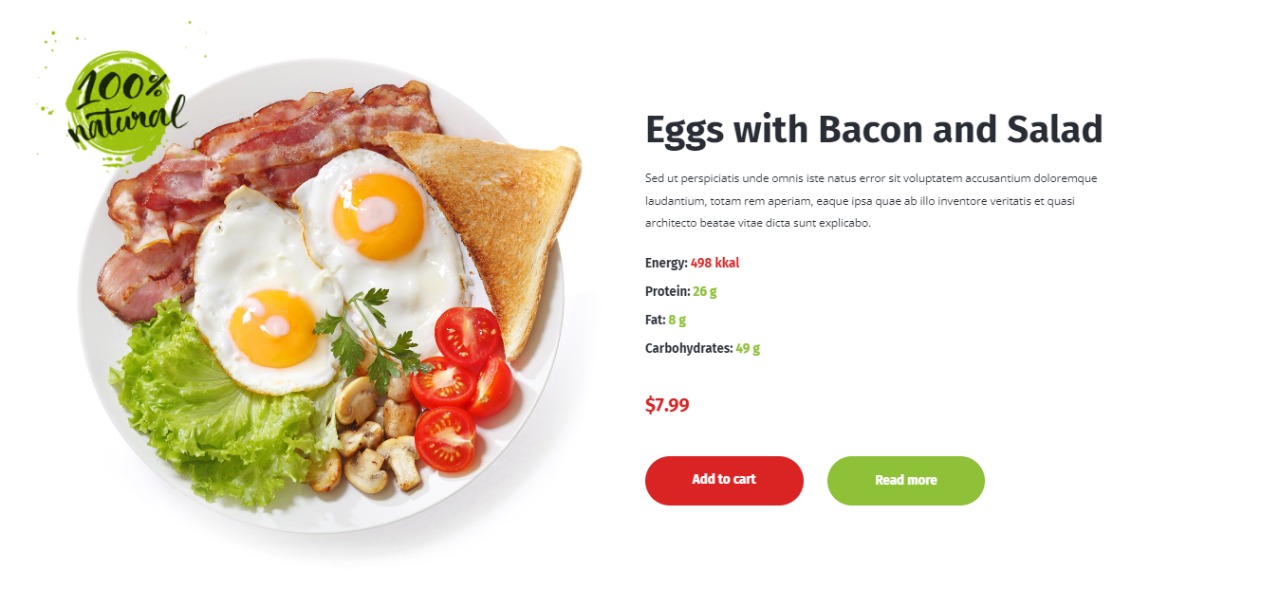 100%
natural
Eggs with Bacon and Salad
Sed ut perspiciatis unde omnis iste natus error sit voluptatem accusantium doloremque
laudantium, totam rem aperiam, eaque ipsa quae ab illo inventore veritatis et quasi
architecto beatae vitae dicta sunt explicabo.
Energy: 498 kkal
Protein: 26 g
Fat: 8 g
Carbohydrates: 49 g
$7.99
Add to cart Read more